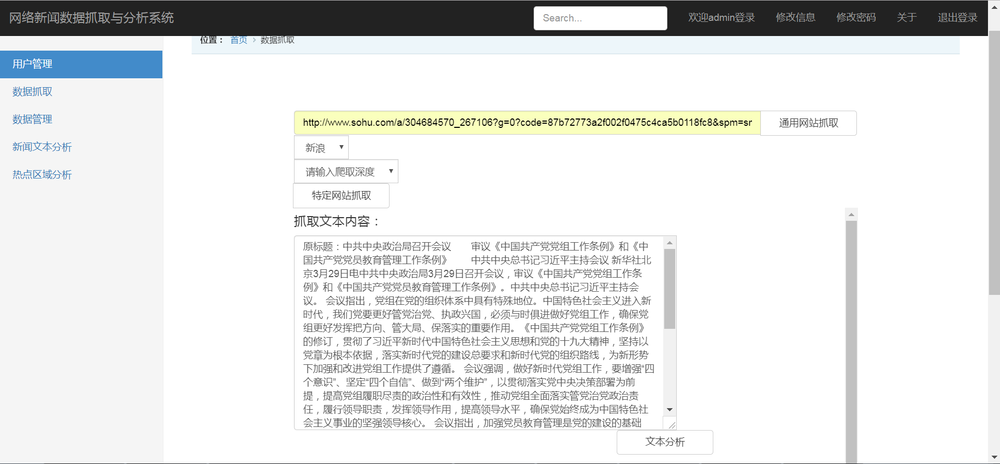 网络新闻数据抓取与分析系统
Search...
欢迎admin登录
修改信息
修改密码
关于
退出登录
位置： 首页 > 数据抓取
用户管理
数据抓取
数据管理
新闻文本分析
热点区域分析
http://www.sohu.com/a/304684570_267106?g=0?code=87b72773a2f002f0475c4ca5b0118fc8&spm=sr
通用网站抓取
新浪
请输入爬取深度
特定网站抓取
抓取文本内容：
原标题：中共中央政治局召开会议　　审议《中国共产党党组工作条例》和《中
国共产党党员教育管理工作条例》　　中共中央总书记习近平主持会议 新华社北
京3月29日电中共中央政治局3月29日召开会议，审议《中国共产党党组工作条
例》和《中国共产党党员教育管理工作条例》。中共中央总书记习近平主持会
议。 会议指出，党组在党的组织体系中具有特殊地位。中国特色社会主义进入新
时代，我们党要更好管党治党、执政兴国，必须与时俱进做好党组工作，确保党
组更好发挥把方向、管大局、保落实的重要作用。《中国共产党党组工作条例》
的修订，贯彻了习近平新时代中国特色社会主义思想和党的十九大精神，坚持以
党章为根本依据，落实新时代党的建设总要求和新时代党的组织路线，为新形势
下加强和改进党组工作提供了遵循。 会议强调，做好新时代党组工作，要增强“四
个意识”、坚定“四个自信”、做到“两个维护”，以贯彻落实党中央决策部署为前
提，提高党组履职尽责的政治性和有效性，推动党组全面落实管党治党政治责
任，履行领导职责，发挥领导作用，提高领导水平，确保党始终成为中国特色社
会主义事业的坚强领导核心。 会议指出，加强党员教育管理是党的建设的基础
文本分析